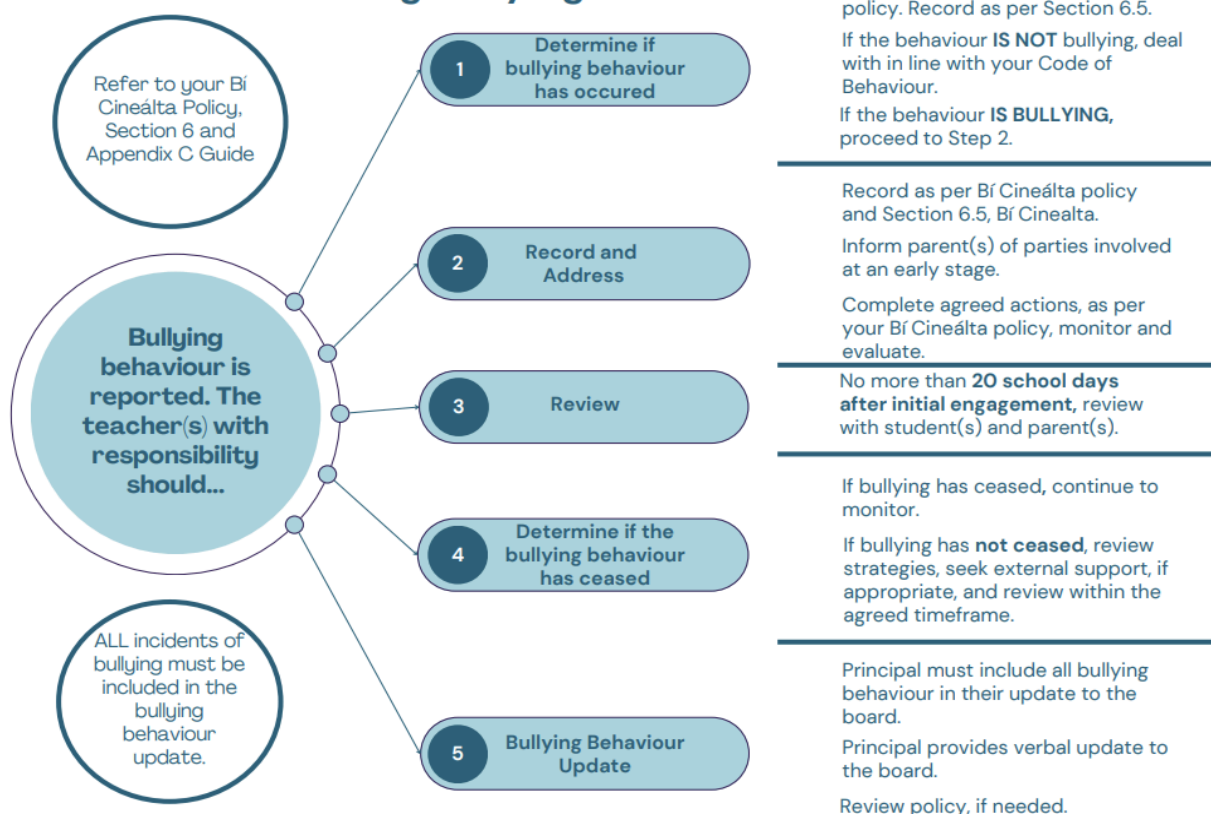 policy. Record as per Section 6.5.
If the behaviour IS NOT bullying, deal
with in line with your Code of
Behaviour.
If the behaviour IS BULLYING,
proceed to Step 2.
Refer to your Bí
Cineálta Policy,
Section 6 and
Appendix C Guide
1
Determine if
bullying behaviour
has occured
Bullying
behaviour is
reported. The
teacher(s) with
responsibility
should...
2
Record and
Address
Record as per Bí Cineálta policy
and Section 6.5, Bí Cinealta.
Inform parent(s) of parties involved
at an early stage.
Complete agreed actions, as per
your Bí Cineálta policy, monitor and
evaluate.
3
Review
No more than 20 school days
after initial engagement, review
with student(s) and parent(s).
4
Determine if the
bullying behaviour
has ceased
If bullying has ceased, continue to
monitor.
If bullying has not ceased, review
strategies, seek external support, if
appropriate, and review within the
agreed timeframe.
ALL incidents of
bullying must be
included in the
bullying
behaviour
update.
5
Bullying Behaviour
Update
Principal must include all bullying
behaviour in their update to the
board.
Principal provides verbal update to
the board.
Review policy, if needed.